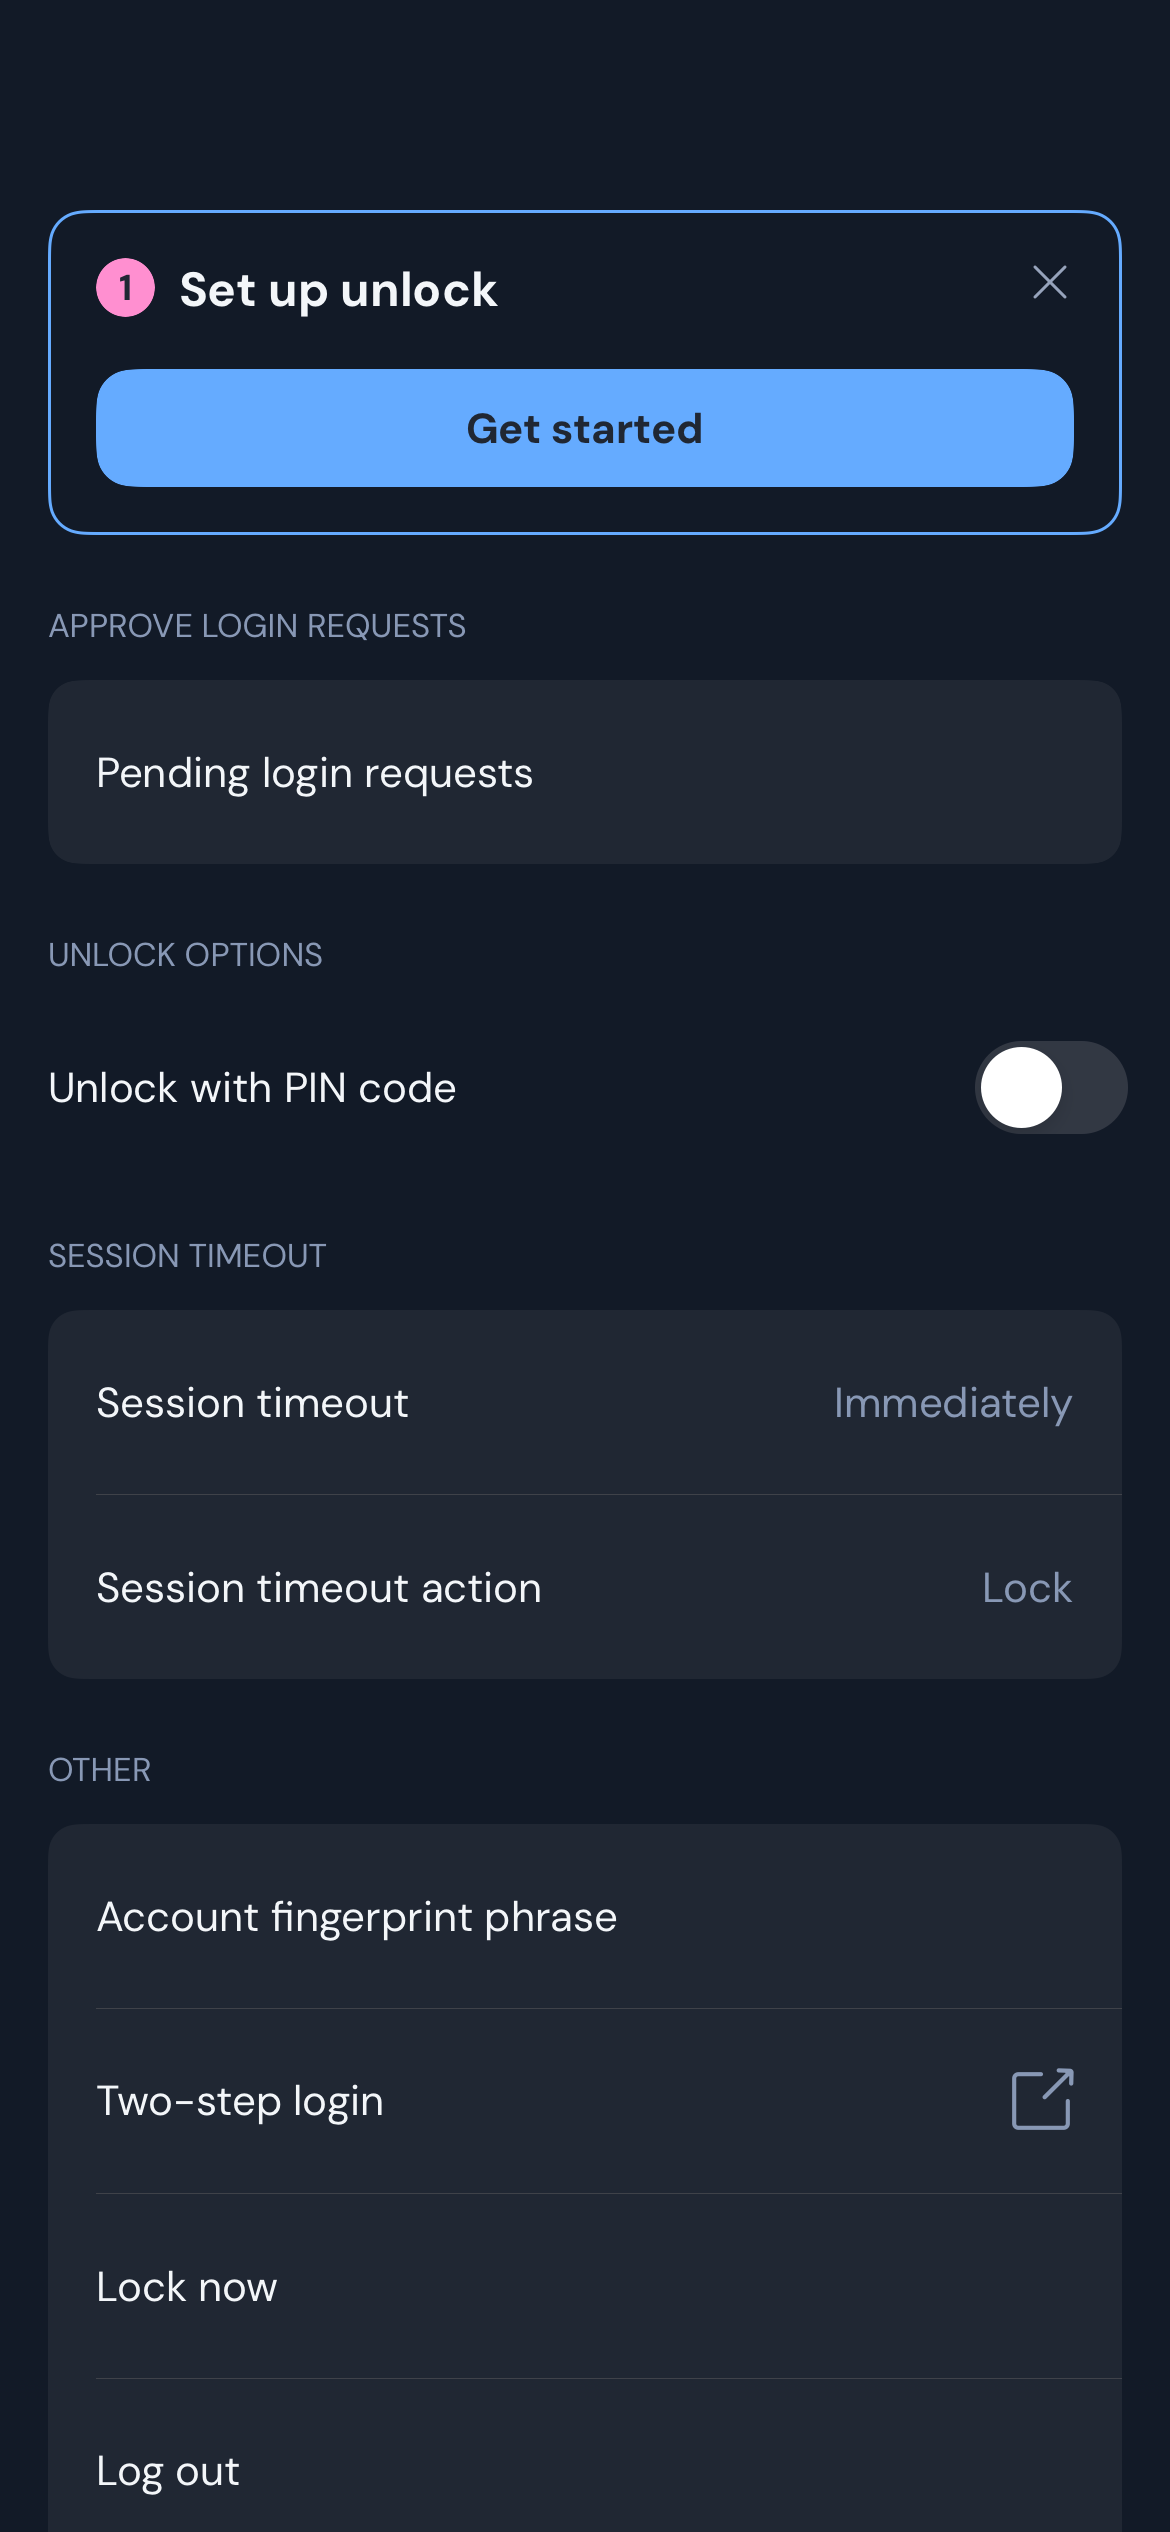 1 Set up unlock
Get started
APPROVE LOGIN REQUESTS
Pending login requests
UNLOCK OPTIONS
Unlock with PIN code
SESSION TIMEOUT
Session timeout Immediately
Session timeout action Lock
OTHER
Account fingerprint phrase
Two-step login
Lock now
Log out